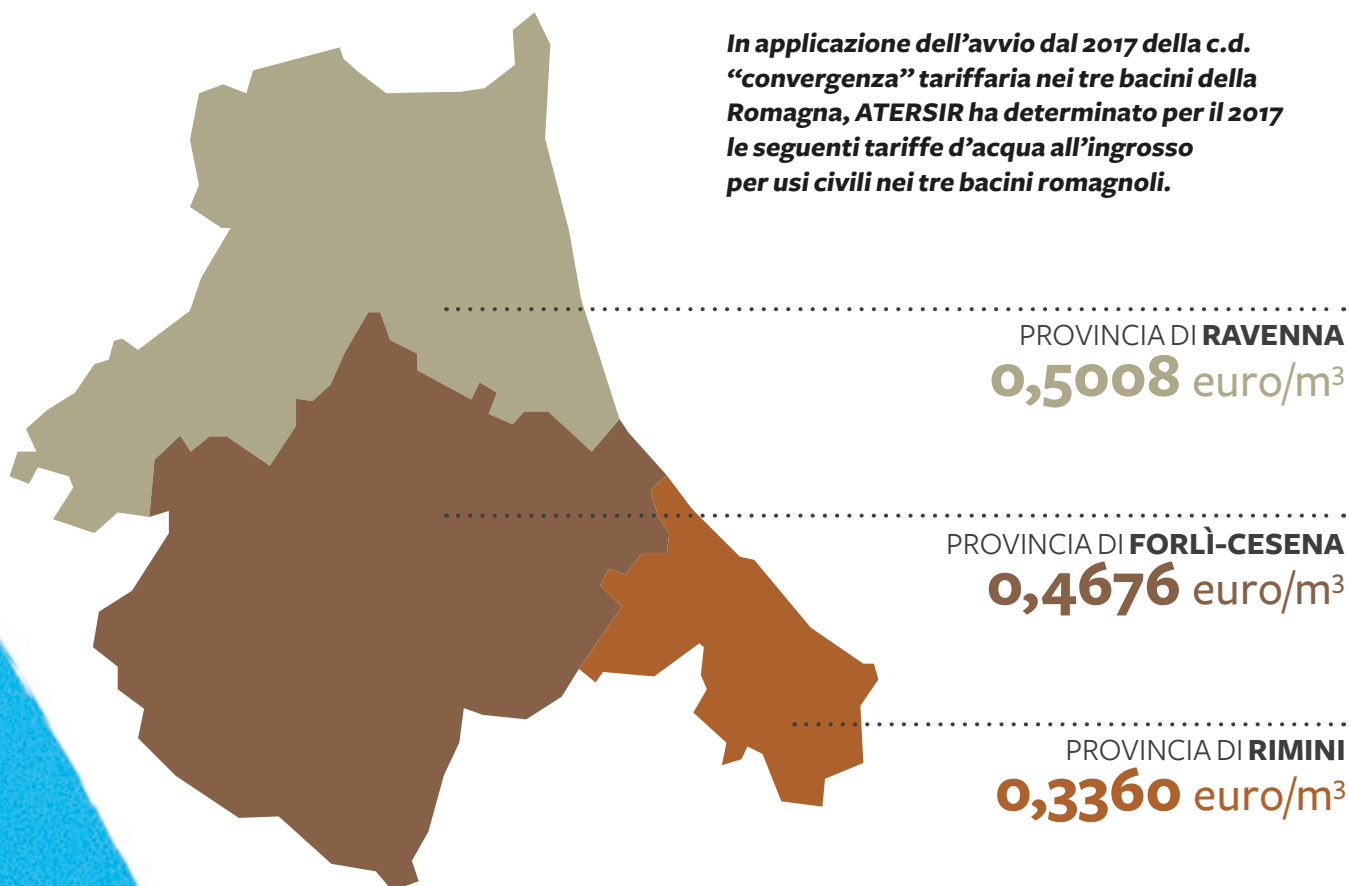 In applicazione dell’avvio dal 2017 della c.d.
“convergenza” tariffaria nei tre bacini della
Romagna, ATERSIR ha determinato per il 2017
le seguenti tariffe d’acqua all’ingrosso
per usi civili nei tre bacini romagnoli.
PROVINCIA DI RAVENNA
0,5008 euro/m³
PROVINCIA DI FORLÌ-CESENA
0,4676 euro/m³
PROVINCIA DI RIMINI
0,3360 euro/m³